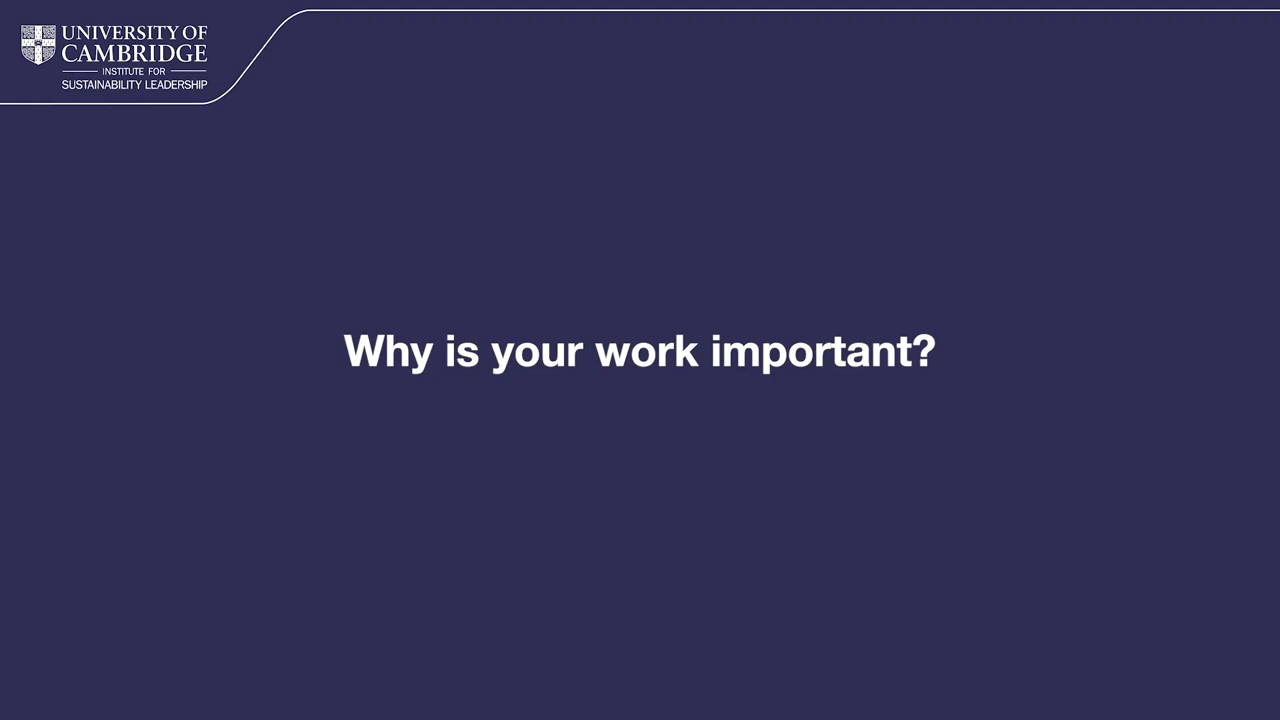 UNIVERSITY OF
CAMBRIDGE
INSTITUTE FOR
SUSTAINABILITY LEADERSHIP
Why is your work important?